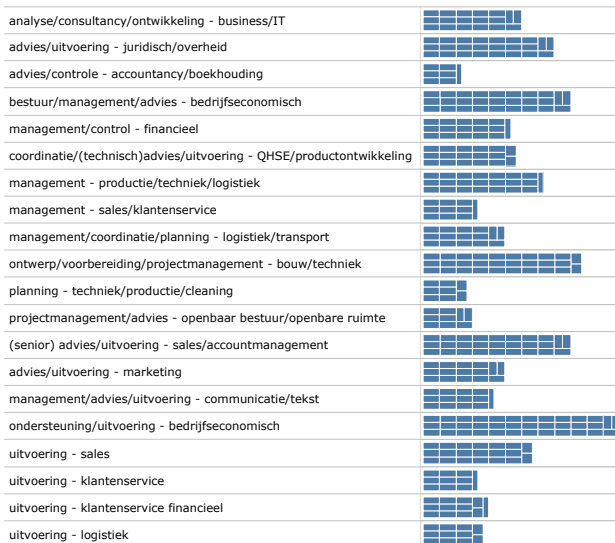 analyse/consultancy/ontwikkeling - business/IT
advies/uitvoering - juridisch/overheid
advies/controle - accountancy/boekhouding
bestuur/management/advies - bedrijfseconomisch
management/control - financieel
coordinatie/(technisch)advies/uitvoering - QHSE/productontwikkeling
management - productie/techniek/logistiek
management - sales/klantenservice
management/coordinatie/planning - logistiek/transport
ontwerp/voorbereiding/projectmanagement - bouw/techniek
planning - techniek/productie/cleaning
projectmanagement/advies - openbaar bestuur/openbare ruimte
(senior) advies/uitvoering - sales/accountmanagement
advies/uitvoering - marketing
management/advies/uitvoering - communicatie/tekst
ondersteuning/uitvoering - bedrijfseconomisch
uitvoering - sales
uitvoering - klantenservice
uitvoering - klantenservice financieel
uitvoering - logistiek